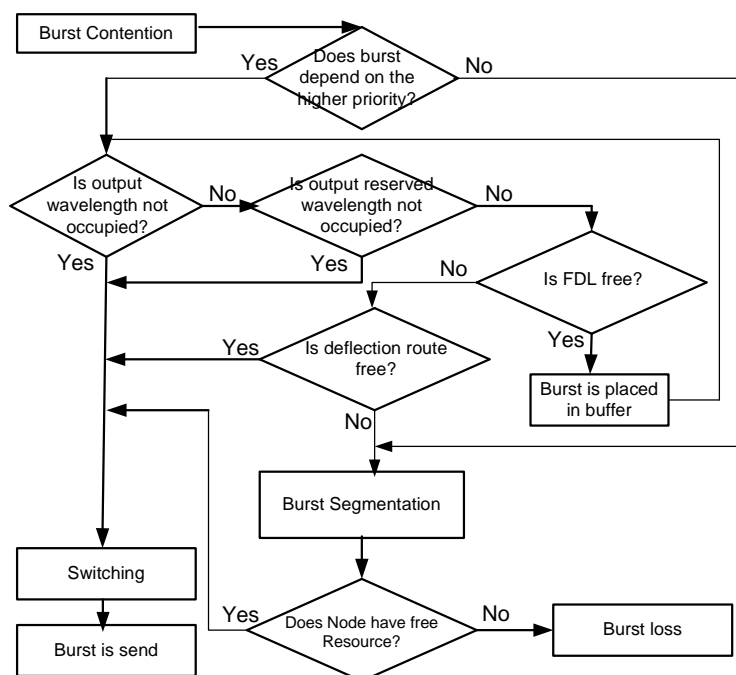 Burst Contention
Does burst
depend on the
higher priority?
Yes
No
Is output
wavelength not
occupied?
No
Is output reserved
wavelength not
occupied?
No
Yes
Yes
No
Is FDL free?
Yes
Is deflection route
free?
Yes
Burst is placed
in buffer
No
Burst Segmentation
Switching
Yes
Does Node have free
Resource?
No
Burst loss
Burst is send